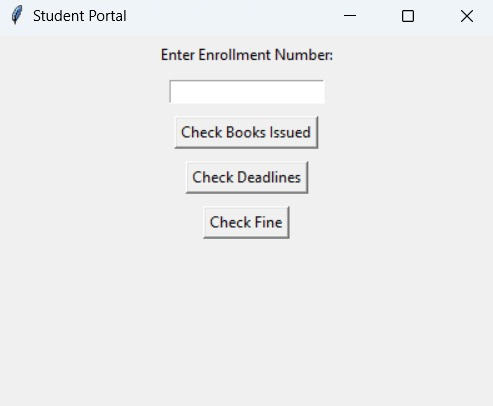 Student Portal
Enter Enrollment Number:
Check Books Issued
Check Deadlines
Check Fine